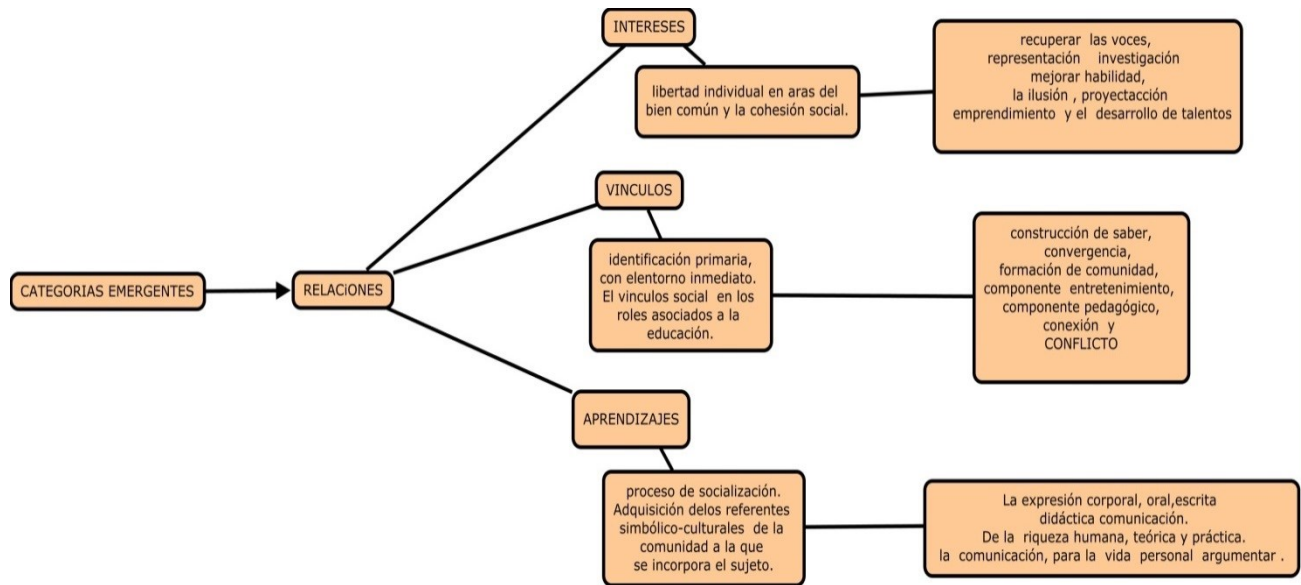 CATEGORIAS EMERGENTES
RELACiONES
INTERESES
libertad individual en aras del
bien común y la cohesión social.
recuperar las voces,
representación investigación
mejorar habilidad,
la ilusión , proyectacción
emprendimiento y el desarrollo de talentos
VINCULOS
identificación primaria,
con elentorno inmediato.
El vinculos social en los
roles asociados a la
educación.
construcción de saber,
convergencia,
formación de comunidad,
componente entretenimiento,
componente pedagógico,
conexión y
CONFLICTO
APRENDIZAJES
proceso de socialización.
Adquisición delos referentes
simbólico-culturales de la
comunidad a la que
se incorpora el sujeto.
La expresión corporal, oral,escrita
didáctica comunicación.
De la riqueza humana, teórica y práctica.
la comunicación, para la vida personal argumentar .